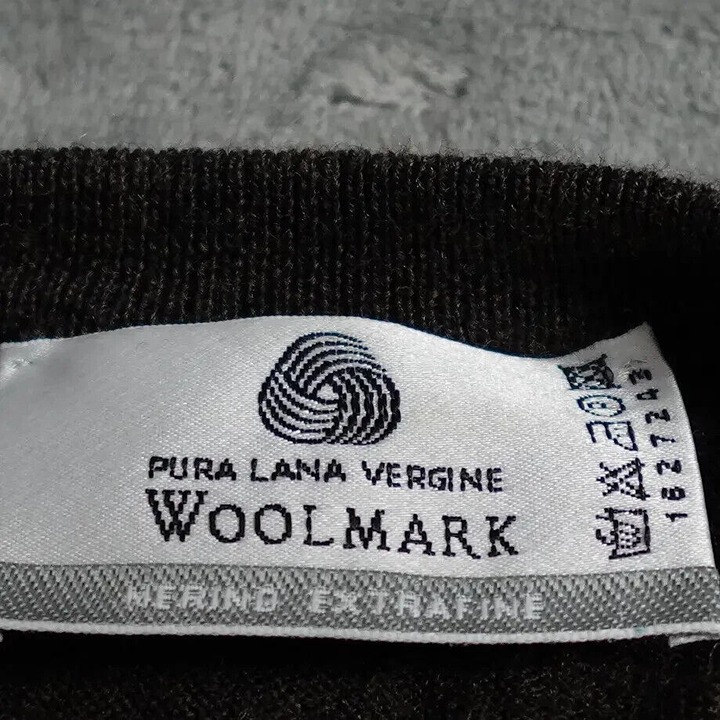 PURA LANA VERGINE
WOOLMARK
MERINO EXTRAFINE
1627243